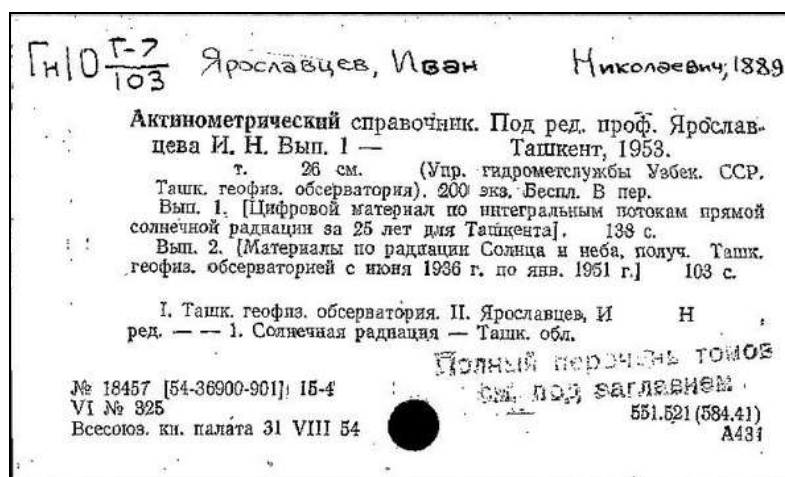 Гн10 Т-7/103 Ярославцев, Иван Николаевич, 1889
Актинометрический справочник. Под ред. проф. Ярослав-
цева И. Н. Вып. 1 — Ташкент, 1953.
т. 26 см. (Упр. гидрометслужбы Узбек. ССР.
Ташк. геофиз. обсерватория). 200 экз. Беспл. В пер.
Вып. 1. [Цифровой материал по интегральным потокам прямой
солнечной радиации за 25 лет для Ташкента]. 138 с.
Вып. 2. [Материалы по радиации Солнца и неба, получ. Ташк.
геофиз. обсерваторией с июня 1936 г. по янв. 1951 г.] 103 с.
I. Ташк. геофиз. обсерватория. II. Ярославцев, И Н ,
ред. — — 1. Солнечная радиация — Ташк. обл.
Полный перечень томов
см. под заглавием
№ 18457 [54-36900-901] 15-4
VI № 325
551.521 (584.41)
Всесоюз. кн. палата 31 VIII 54
А431